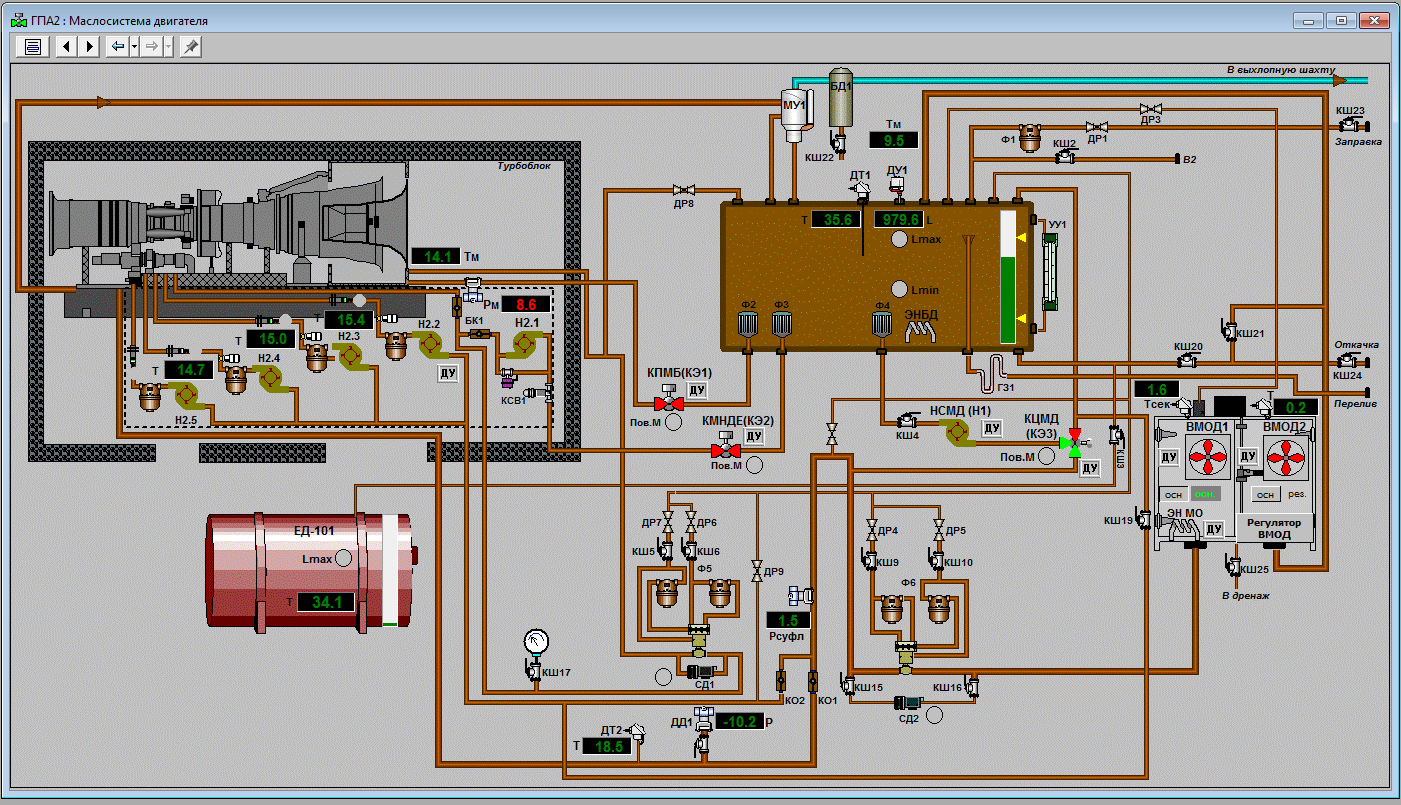 ГПА2 : Маслосистема двигателя
В выхлопную шахту
БД1
МУ1
КШ22
Тм
9.5
ДТ1
ДУ1
Ф1
ДР3
ДР1
КШ2
В2
КШ23
Заправка
Турбоблок
ДР8
T 35.6
979.6 L
Lmax
Lmin
УУ1
14.1 Тм
Рм 8.6
БК1
Н2.1
Н2.2
T 15.4
Н2.3
T 15.0
Н2.4
T 14.7
Н2.5
ДУ
КСВ1
Ф2
Ф3
Ф4
ЭНБД
ГЗ1
КШ21
КШ20
Откачка
КШ24
Перелив
КПМБ(КЭ1)
ДУ
Пов.М
КМНДЕ(КЭ2)
ДУ
Пов.М
КШ4
НСМД (Н1)
ДУ
КЦМД
(КЭ3)
Пов.М
ДУ
КШ3
1.6
Тсек
T
0.2
ВМОД1
ВМОД2
ДУ
ДУ
осн
осн.
осн
рез.
ЭН МО
ДУ
Регулятор
ВМОД
КШ19
КШ25
В дренаж
ЕД-101
Lmax
T 34.1
ДР7
ДР6
КШ5
КШ6
Ф5
ДР9
СД1
КШ17
1.5
Рсуфл
ДР4
ДР5
КШ9
КШ10
Ф6
КО2
КО1
КШ15
КШ16
СД2
ДД1
-10.2 P
ДТ2
T 18.5